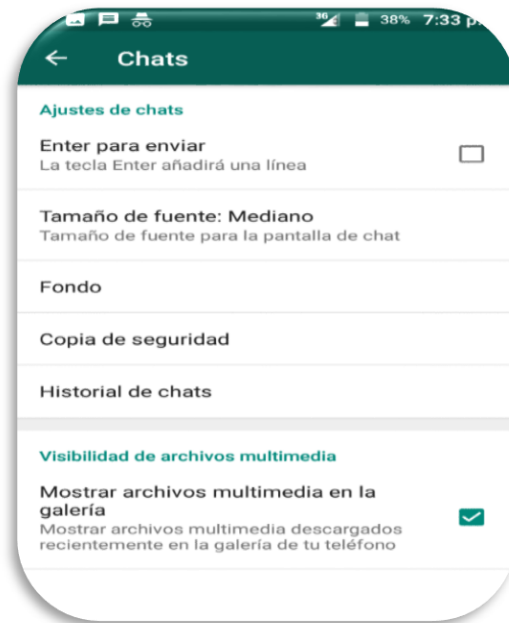 36 38% 7:33 p.
Chats
Ajustes de chats
Enter para enviar
La tecla Enter añadirá una línea
Tamaño de fuente: Mediano
Tamaño de fuente para la pantalla de chat
Fondo
Copia de seguridad
Historial de chats
Visibilidad de archivos multimedia
Mostrar archivos multimedia en la
galería
Mostrar archivos multimedia descargados
recientemente en la galería de tu teléfono